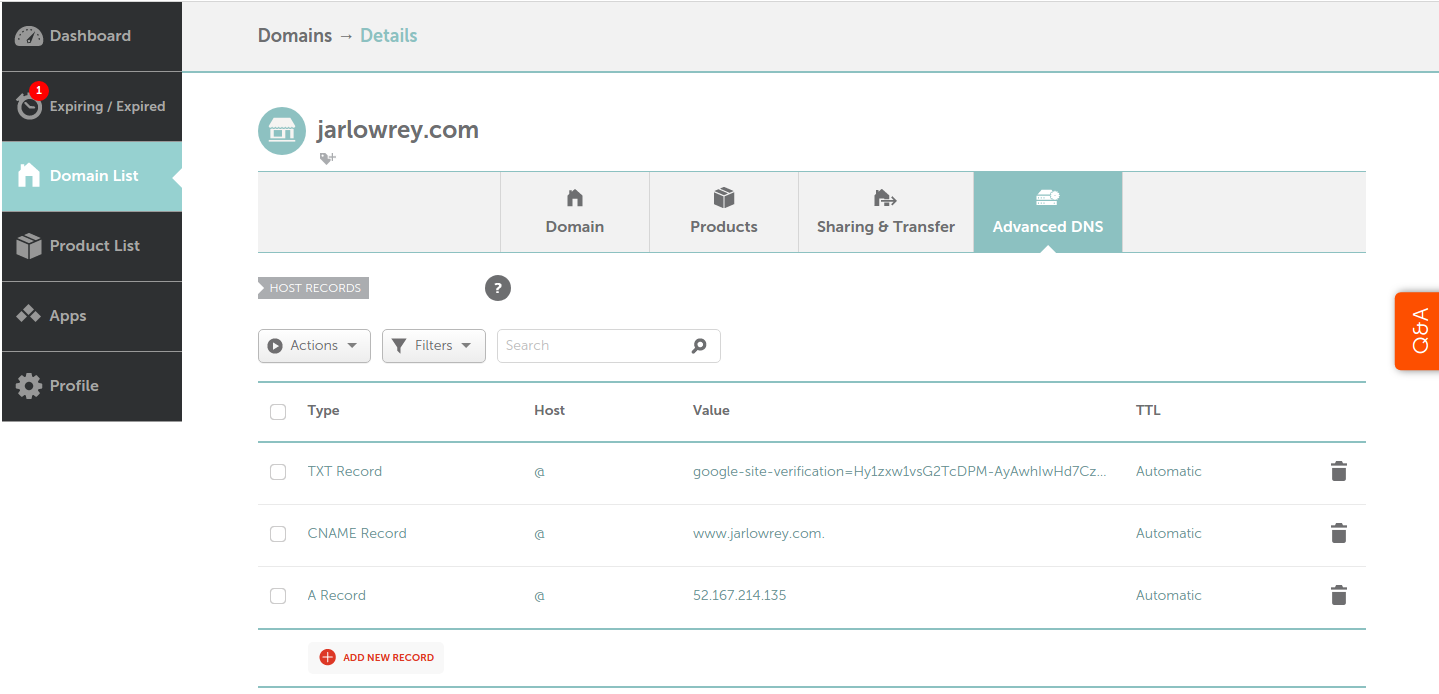 Dashboard
Domains → Details
1
Expiring / Expired
jarlowrey.com
Domain List
Domain
Products
Sharing & Transfer
Advanced DNS
Product List
HOST RECORDS
?
Apps
Q&A
Actions
Filters
Search
Profile
Type Host Value TTL
TXT Record @ google-site-verification=Hy1zxw1vsG2TcDPM-AyAwhIwHd7Cz... Automatic
CNAME Record @ www.jarlowrey.com. Automatic
A Record @ 52.167.214.135 Automatic
ADD NEW RECORD